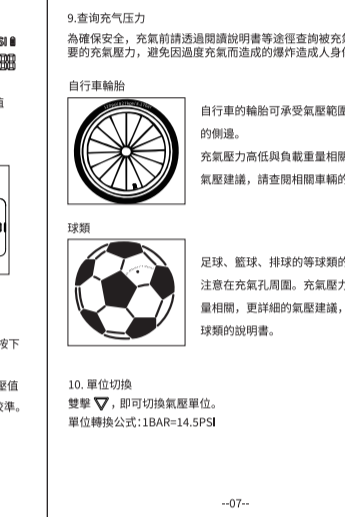 值
按下
壓值
校準。
9.查询充气压力
為確保安全，充氣前請透過閱讀說明書等途徑查詢被充氣
要的充氣壓力，避免因過度充氣而造成的爆炸造成人身
自行車輪胎
自行車的輪胎可承受氣壓範圍
的側邊。
充氣壓力高低與負載重量相關
氣壓建議，請查閱相關車輛的
球類
足球、籃球、排球的等球類的
注意在充氣孔周圍。充氣壓力
量相關，更詳細的氣壓建議，
球類的說明書。
10. 單位切換
雙擊 ▽，即可切換氣壓單位。
單位轉換公式：1BAR=14.5PSI
--07--